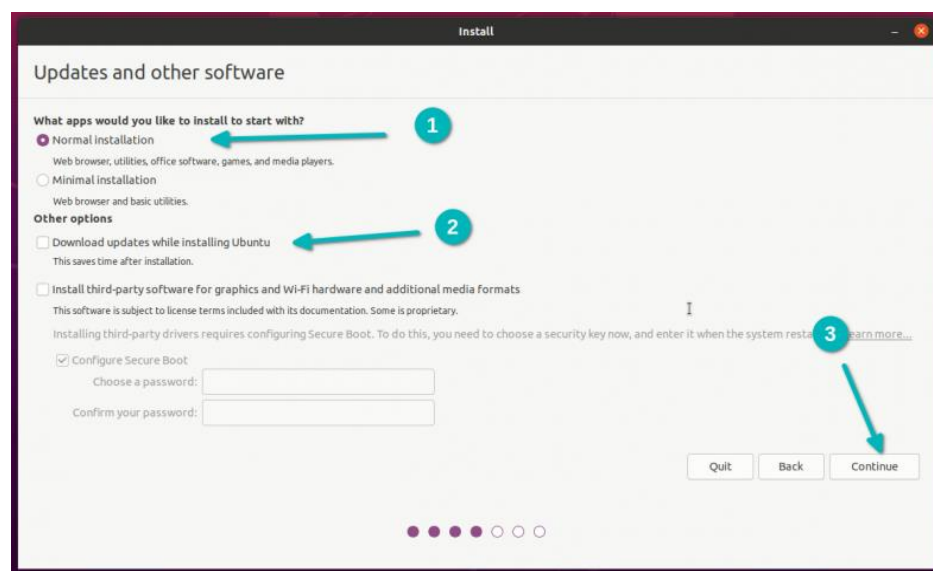 Install
Updates and other software
What apps would you like to install to start with?
1
Normal installation
Web browser, utilities, office software, games, and media players.
Minimal installation
Web browser and basic utilities.
Other options
2
Download updates while installing Ubuntu
This saves time after installation.
Install third-party software for graphics and Wi-Fi hardware and additional media formats
This software is subject to license terms included with its documentation. Some is proprietary.
Installing third-party drivers requires configuring Secure Boot. To do this, you need to choose a security key now, and enter it when the system resta earn more...
3
Configure Secure Boot
Choose a password:
Confirm your password:
Quit Back Continue